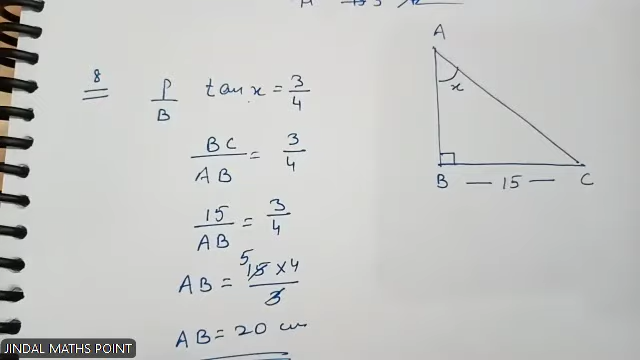 8
P/B tan x = 3/4
BC/AB = 3/4
15/AB = 3/4
AB = 5 15 × 4 / 3
AB = 20 cm
A
x
B — 15 — C
JINDAL MATHS POINT